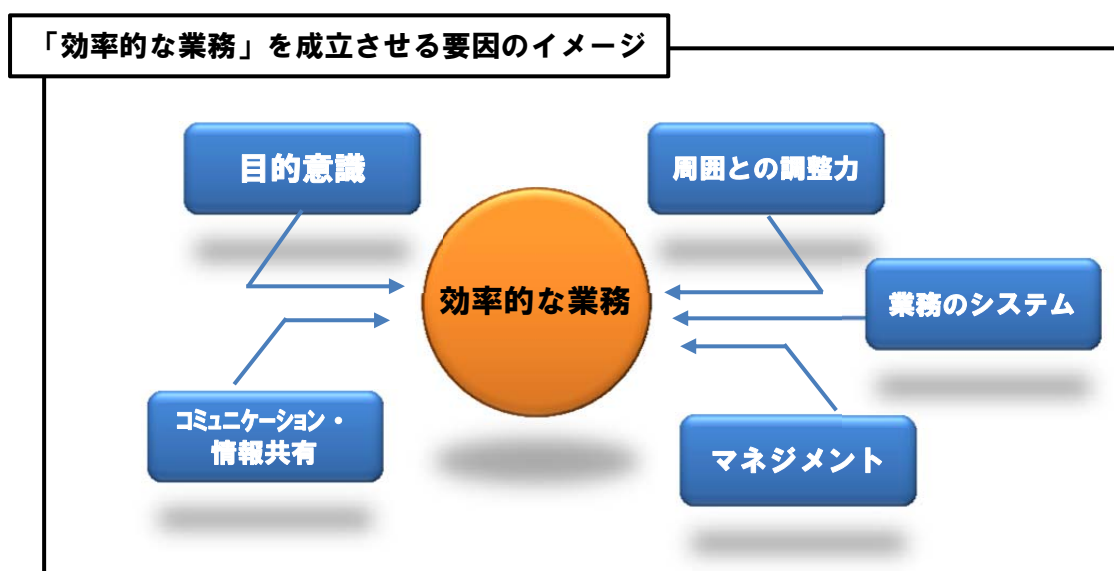 「効率的な業務」を成立させる要因のイメージ
目的意識
周囲との調整力
効率的な業務
業務のシステム
コミュニケーション・
情報共有
マネジメント